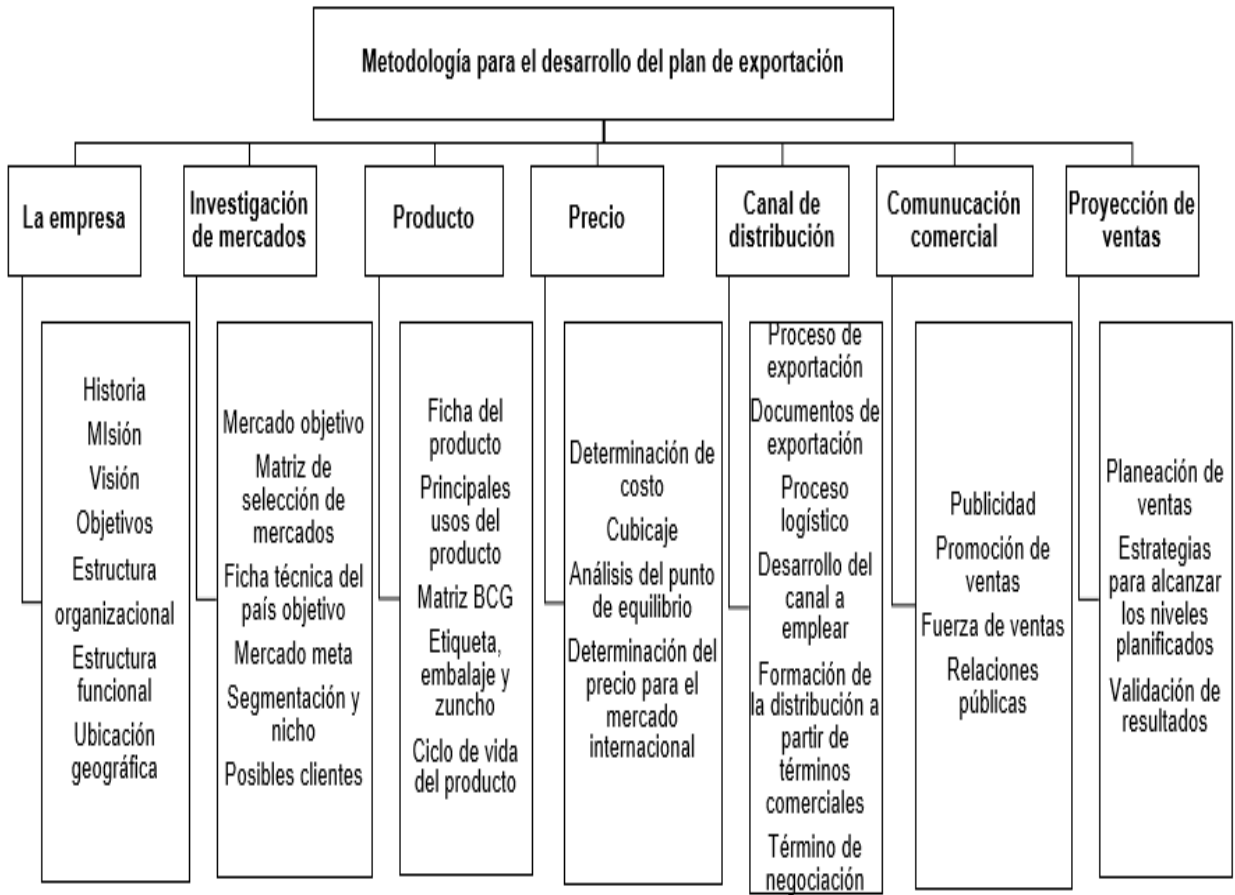 Metodología para el desarrollo del plan de exportación
La empresa
Investigación
de mercados
Producto
Precio
Canal de
distribución
Comunucación
comercial
Proyección de
ventas
Historia
MIsión
Visión
Objetivos
Estructura
organizacional
Estructura
funcional
Ubicación
geográfica
Mercado objetivo
Matriz de
selección de
mercados
Ficha técnica del
país objetivo
Mercado meta
Segmentación y
nicho
Posibles clientes
Ficha del
producto
Principales
usos del
producto
Matriz BCG
Etiqueta,
embalaje y
zuncho
Ciclo de vida
del producto
Determinación de
costo
Cubicaje
Análisis del punto
de equilibrio
Determinación del
precio para el
mercado
internacional
Proceso de
exportación
Documentos de
exportación
Proceso
logístico
Desarrollo del
canal a
emplear
Formación de
la distribución a
partir de
términos
comerciales
Término de
negociación
Publicidad
Promoción de
ventas
Fuerza de ventas
Relaciones
públicas
Planeación de
ventas
Estrategias
para alcanzar
los niveles
planificados
Validación de
resultados